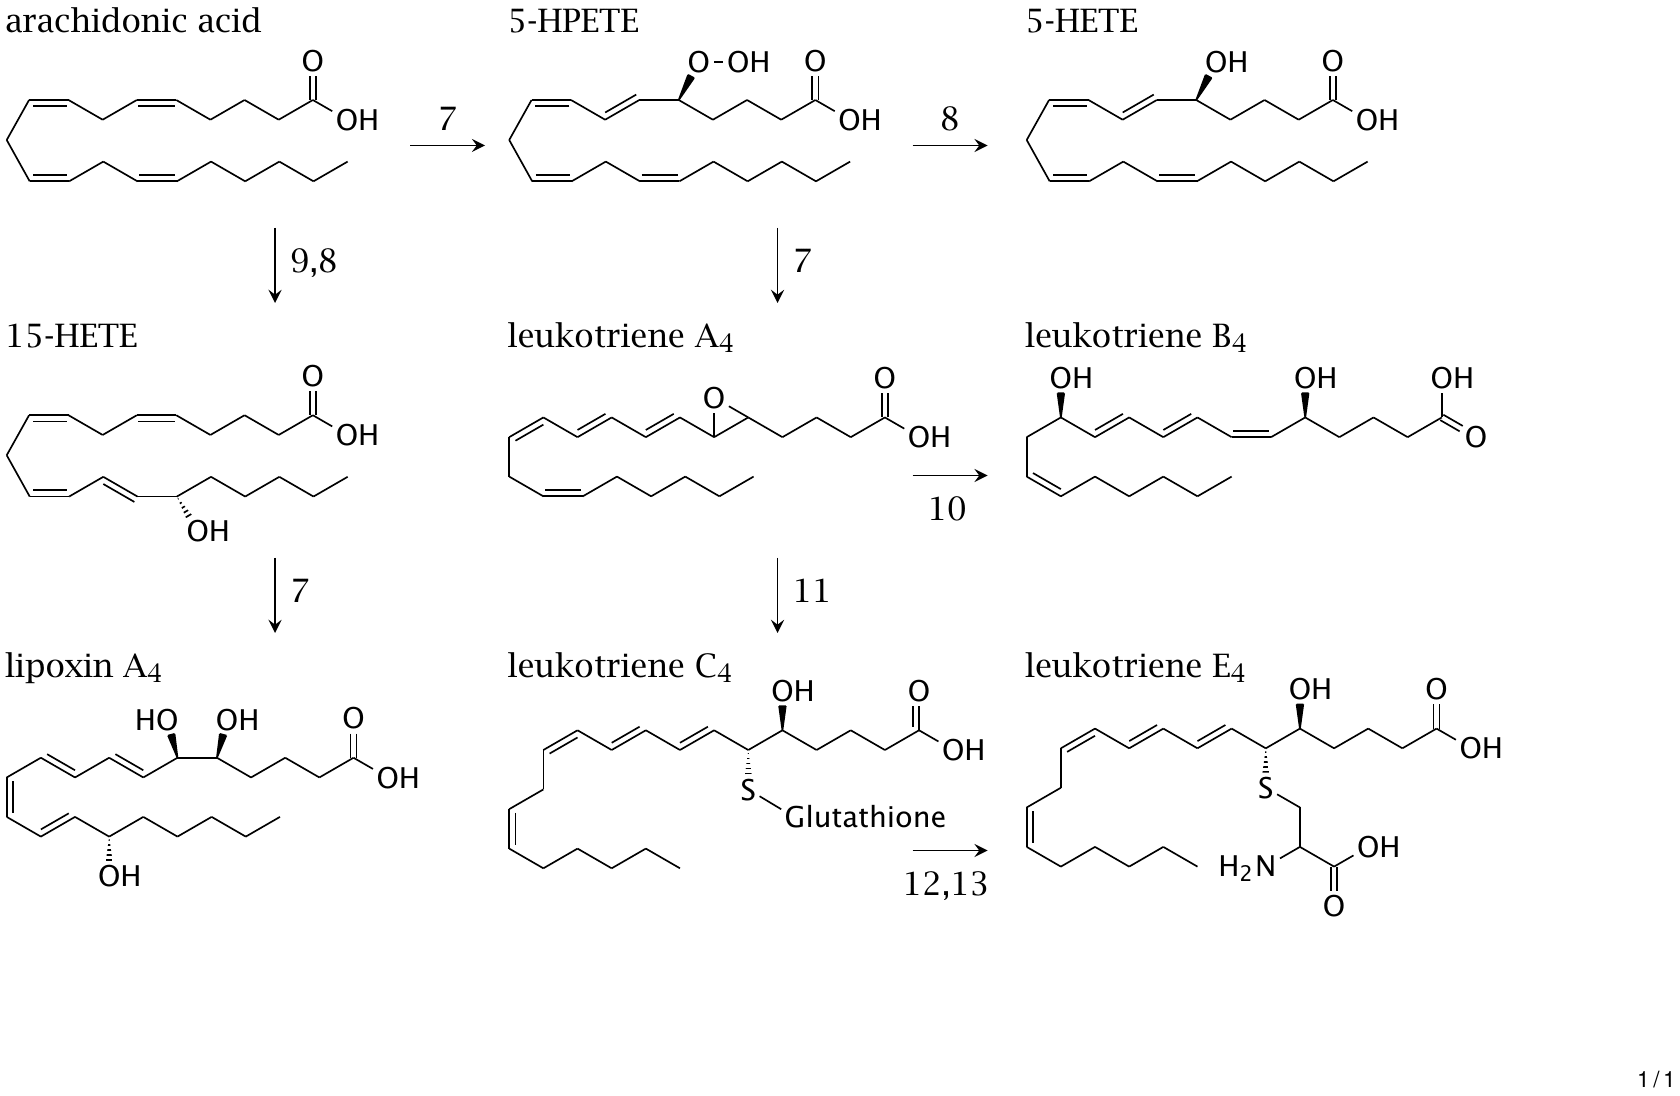 arachidonic acid
5-HPETE
5-HETE
O
OH
O-OH
O
OH
OH
O
OH
7
8
9,8
7
15-HETE
leukotriene A4
leukotriene B4
O
OH
OH
O
O
OH
OH
OH
OH
O
10
7
11
lipoxin A4
leukotriene C4
leukotriene E4
HO
OH
O
OH
OH
OH
O
OH
S
Glutathione
OH
O
OH
S
H2N
OH
O
12,13
1/1